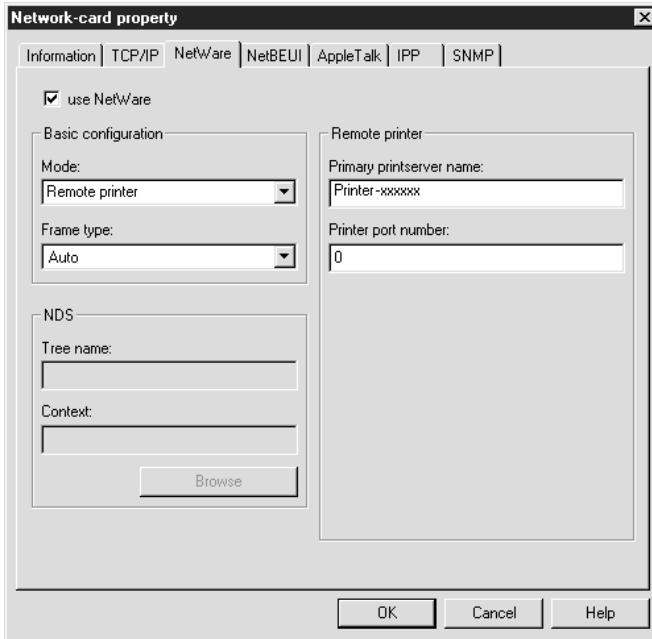 Network-card property
Information TCP/IP NetWare NetBEUI AppleTalk IPP SNMP
use NetWare
Basic configuration
Mode:
Remote printer
Frame type:
Auto
NDS
Tree name:
Context:
Browse
Remote printer
Primary printserver name:
Printer-xxxxxx
Printer port number:
0
OK Cancel Help